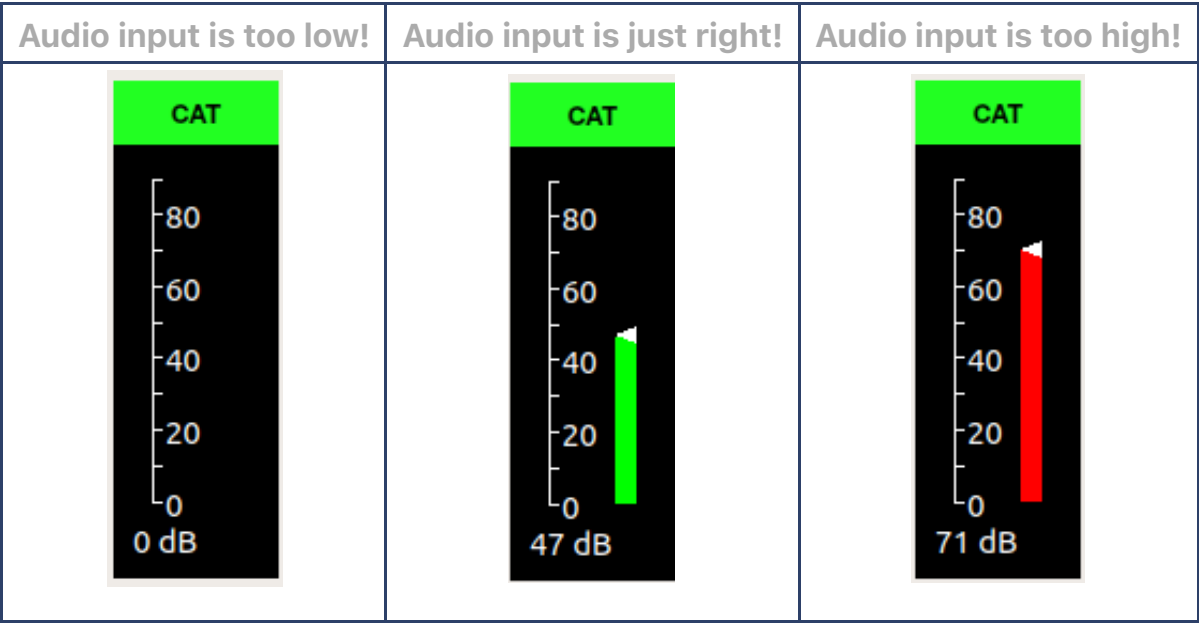 Audio input is too low!
Audio input is just right!
Audio input is too high!
CAT
80
60
40
20
0
0 dB
CAT
80
60
40
20
0
47 dB
CAT
80
60
40
20
0
71 dB